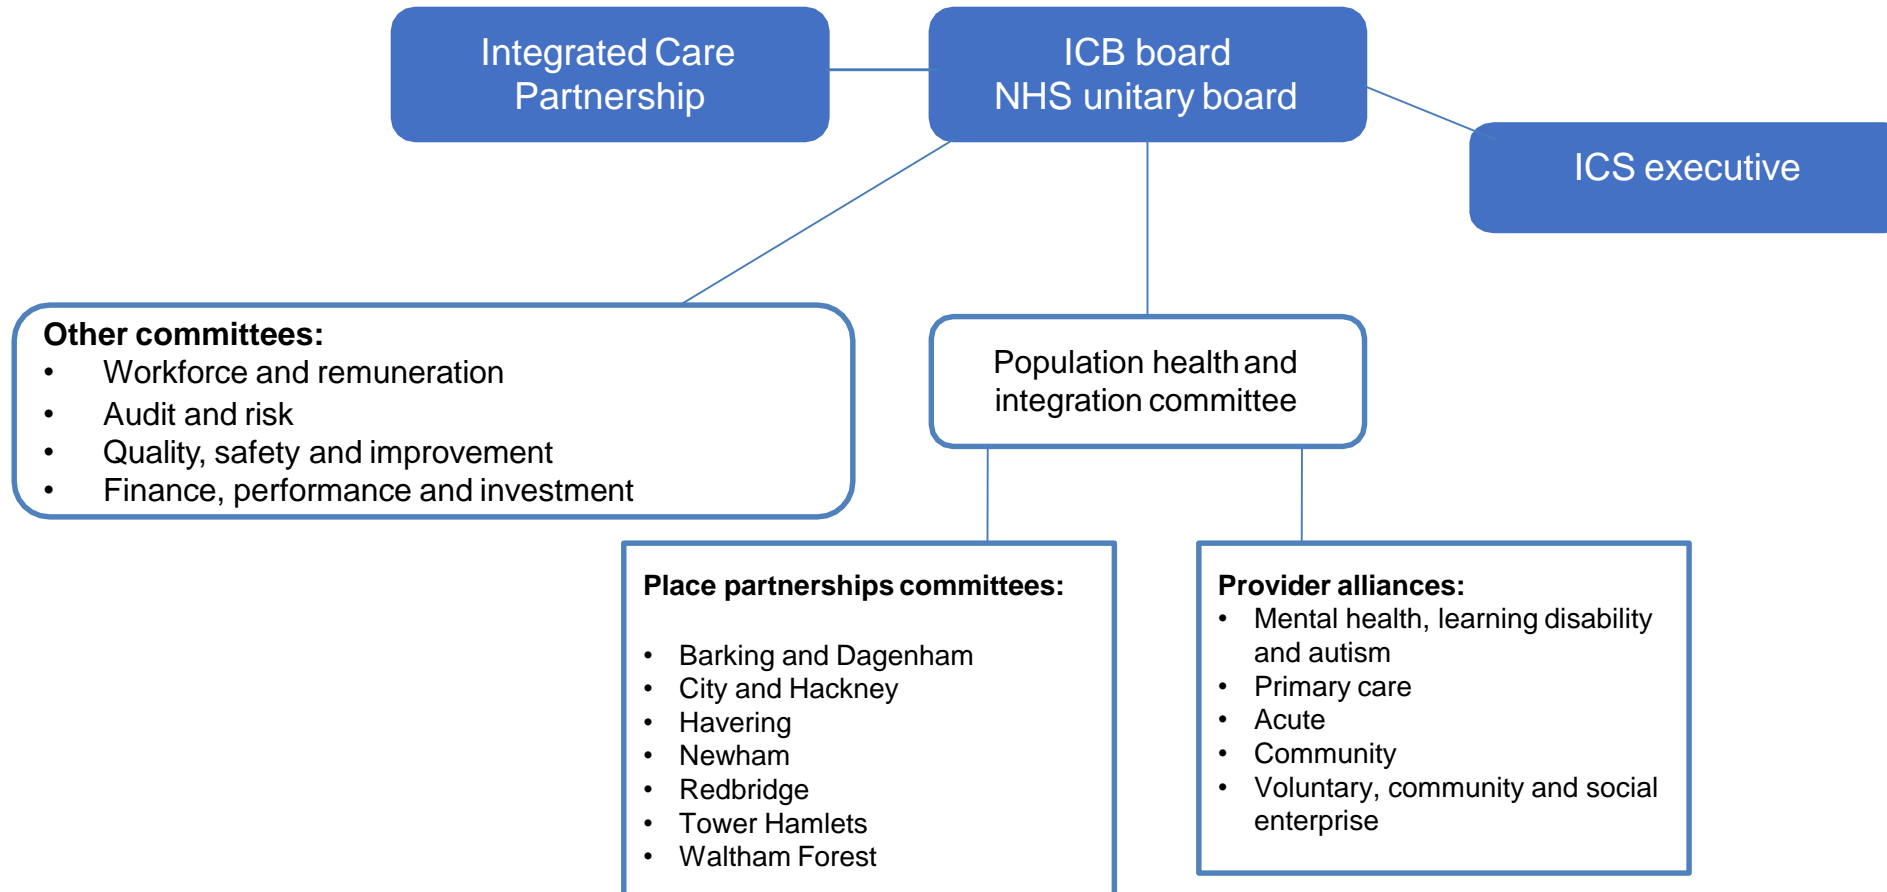 Integrated Care
Partnership
ICB board
NHS unitary board
ICS executive
Other committees:
• Workforce and remuneration
• Audit and risk
• Quality, safety and improvement
• Finance, performance and investment
Population health and
integration committee
Place partnerships committees:
• Barking and Dagenham
• City and Hackney
• Havering
• Newham
• Redbridge
• Tower Hamlets
• Waltham Forest
Provider alliances:
• Mental health, learning disability
and autism
• Primary care
• Acute
• Community
• Voluntary, community and social
enterprise